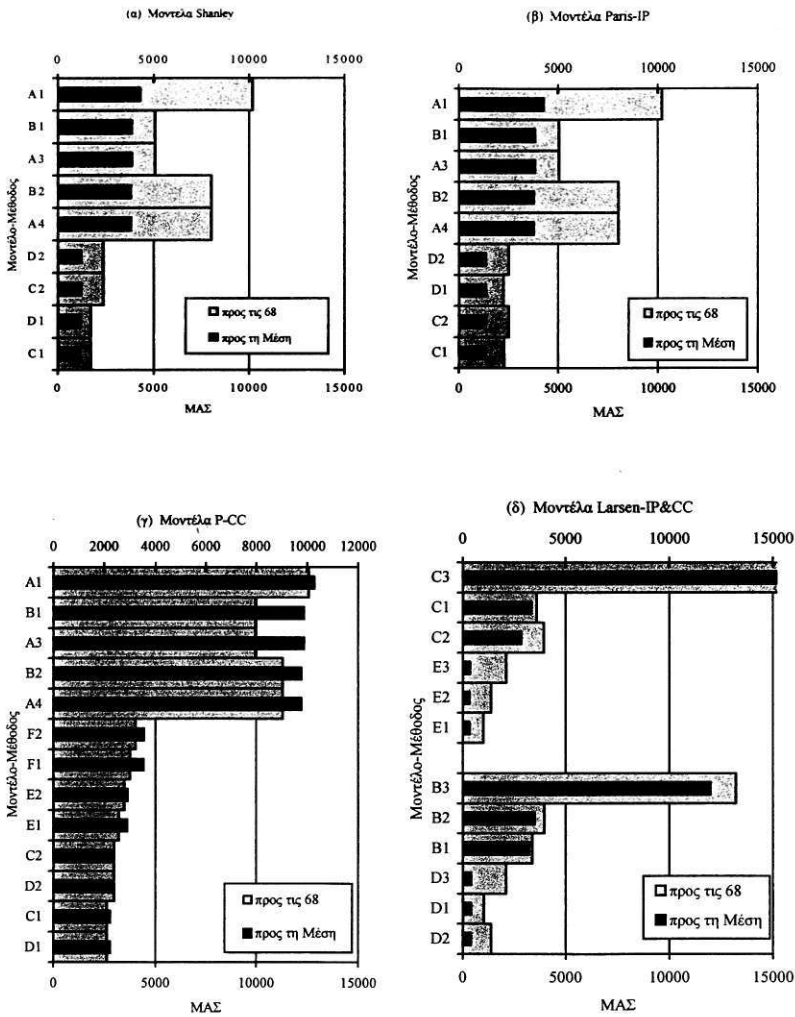 (α) Μοντέλα Shanley
0 5000 10000 15000
Μοντέλο-Μέθοδος
A1
B1
A3
B2
A4
D2
C2
D1
C1
προς τις 68
προς τη Μέση
0 5000 10000 15000
ΜΑΣ
(β) Μοντέλα Paris-IP
0 5000 10000 15000
Μοντέλο-Μέθοδος
A1
B1
A3
B2
A4
D2
D1
C2
C1
προς τις 68
προς τη Μέση
0 5000 10000 15000
ΜΑΣ
(γ) Μοντέλα P-CC
0 2000 4000 6000 8000 10000 12000
Μοντέλο-Μέθοδος
A1
B1
A3
B2
A4
F2
F1
E2
E1
C2
D2
C1
D1
προς τις 68
προς τη Μέση
0 5000 10000 15000
ΜΑΣ
(δ) Μοντέλα Larsen-IP&CC
0 5000 10000 15000
Μοντέλο-Μέθοδος
C3
C1
C2
E3
E2
E1
B3
B2
B1
D3
D1
D2
προς τις 68
προς τη Μέση
0 5000 10000 15000
ΜΑΣ